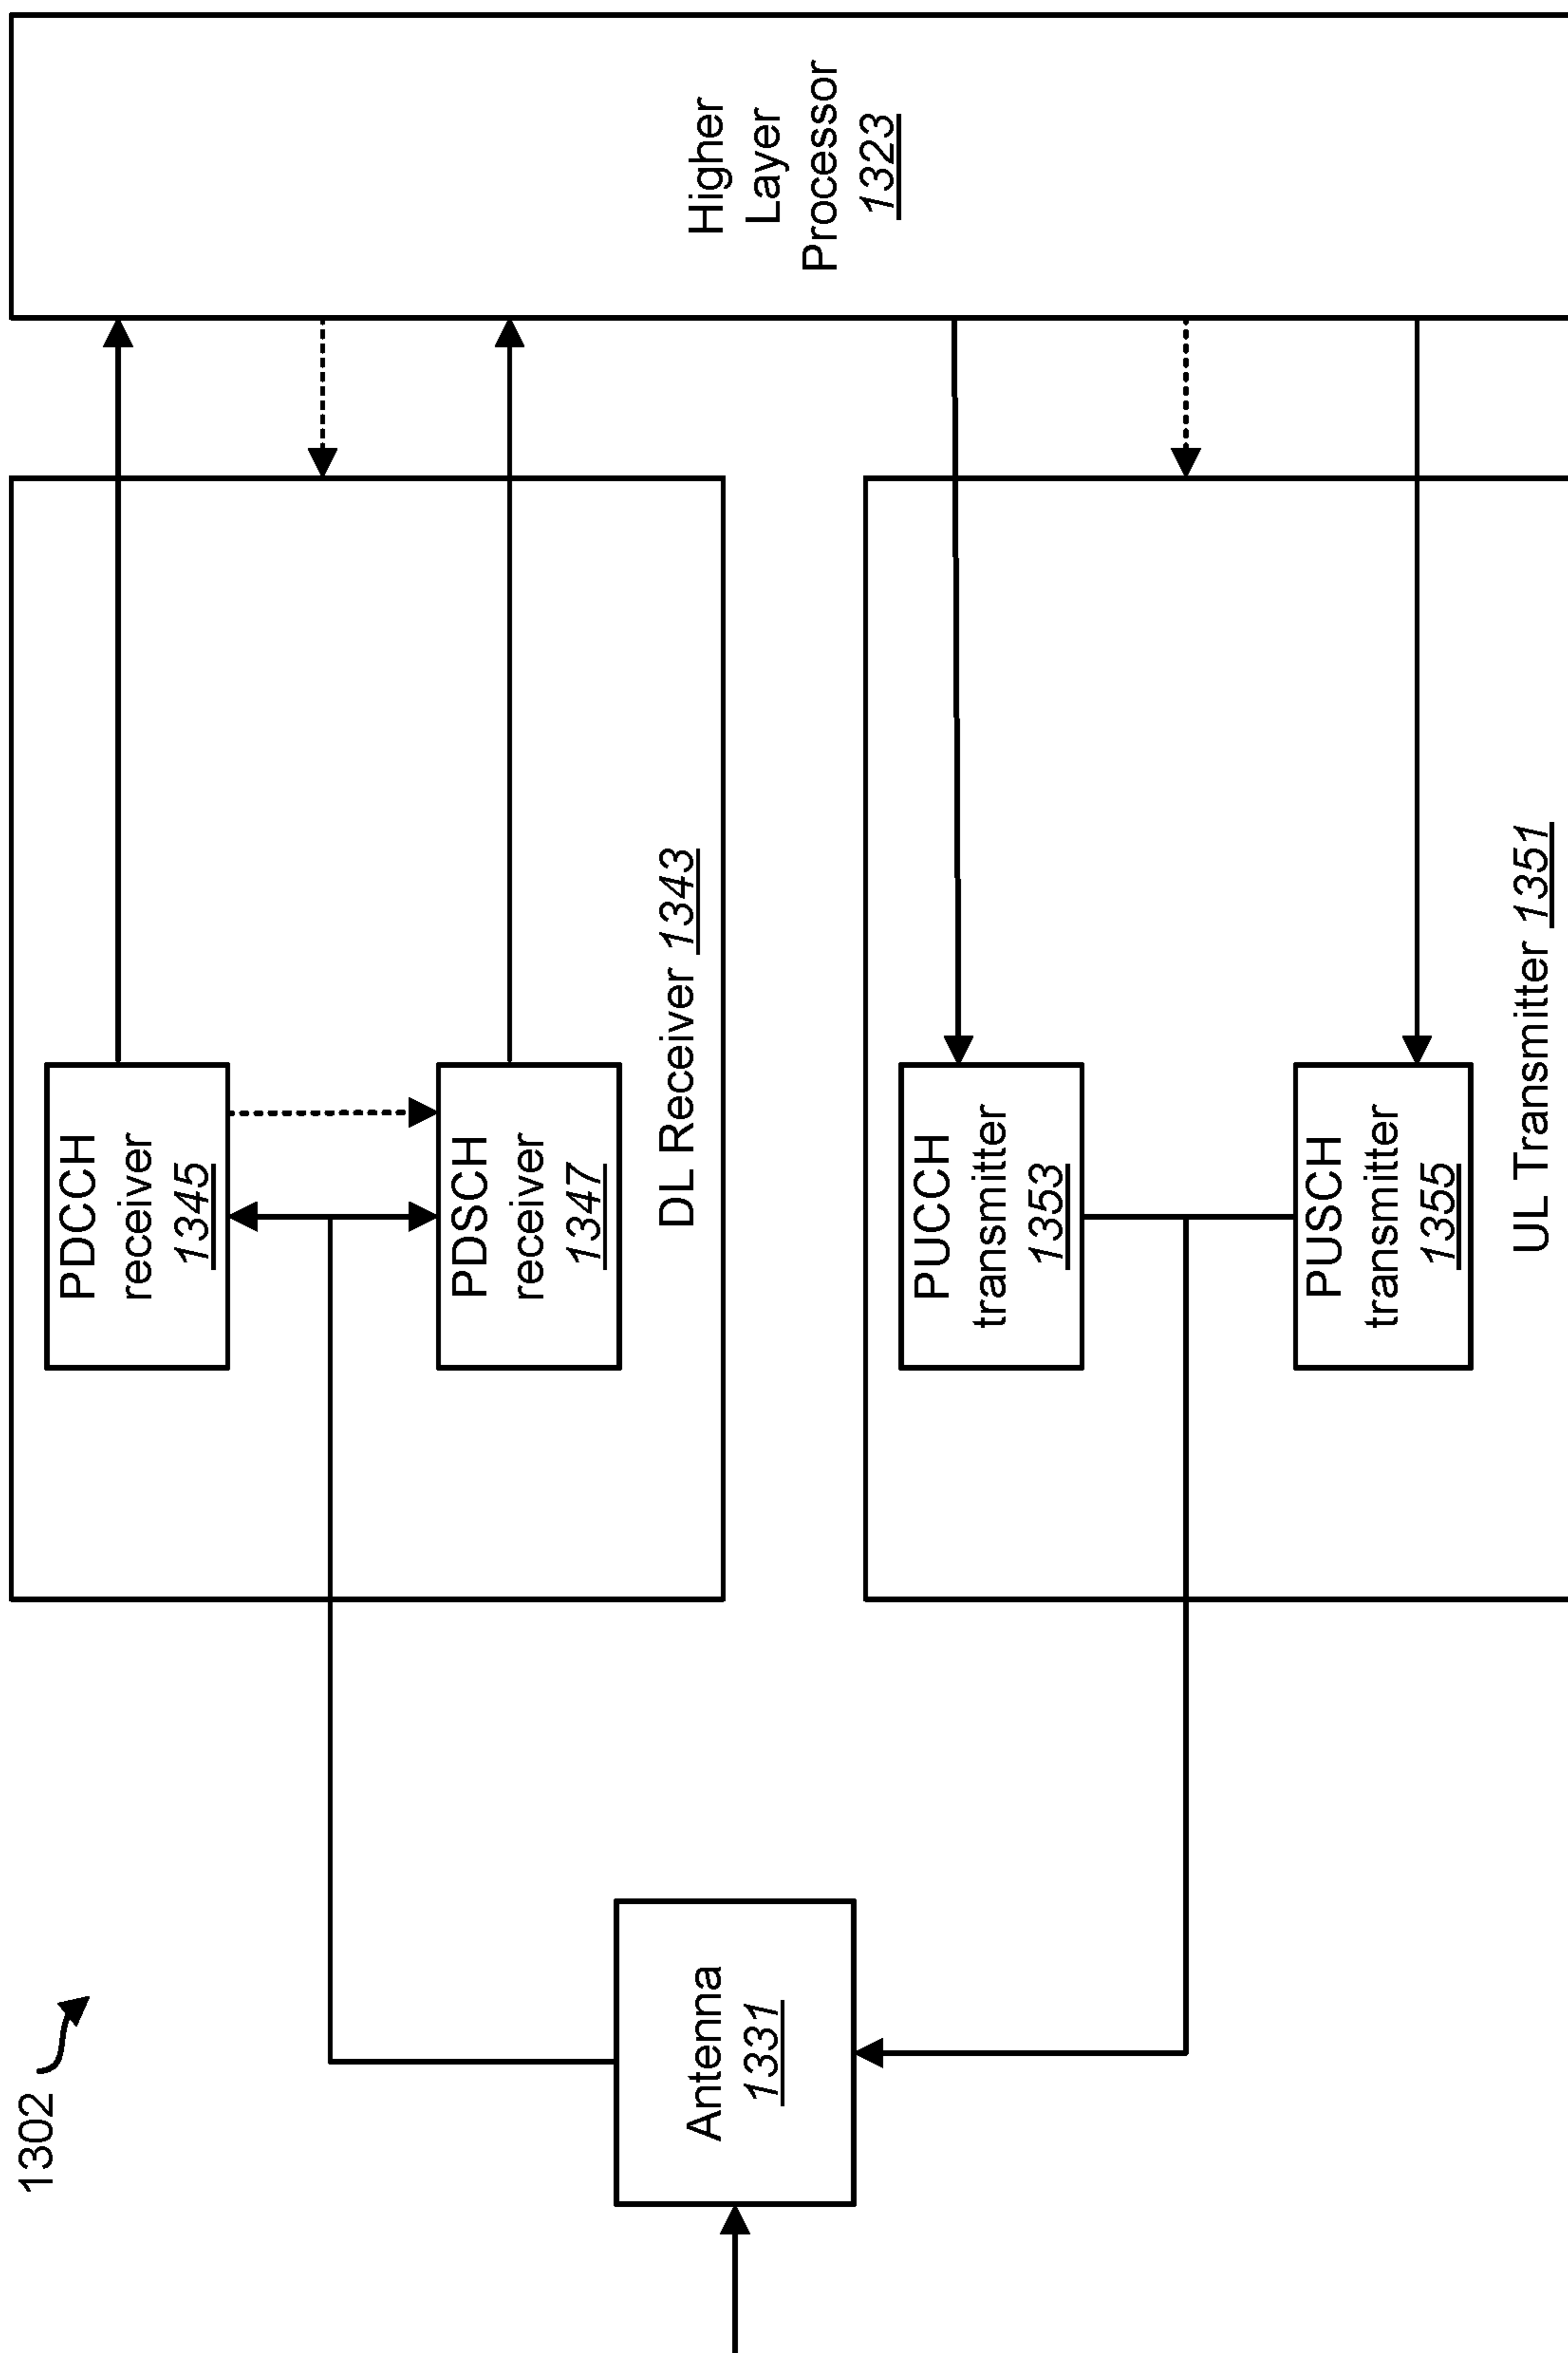 1302
Antenna
1331
PDCCH
receiver
1345
PDSCH
receiver
1347
DL Receiver 1343
PUCCH
transmitter
1353
PUSCH
transmitter
1355
UL Transmitter 1351
Higher
Layer
Processor
1323